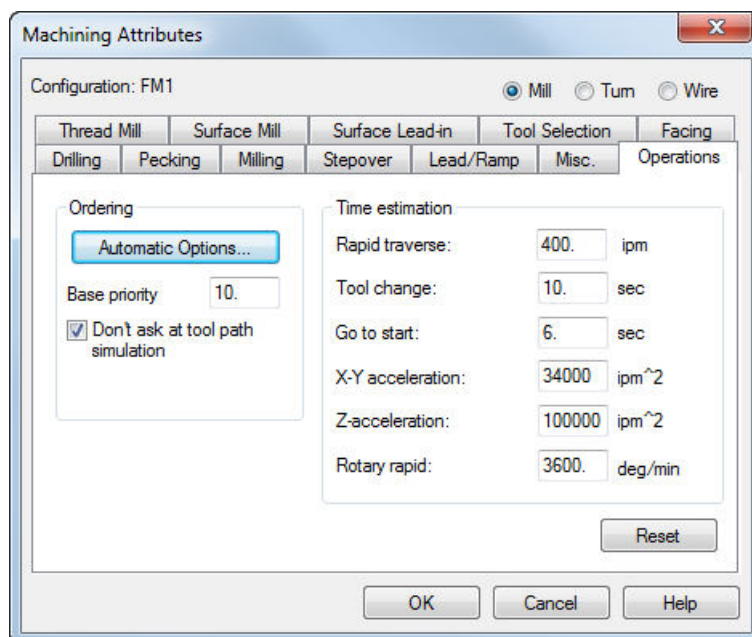 Machining Attributes
Configuration: FM1
Mill Turn Wire
Thread Mill Surface Mill Surface Lead-in Tool Selection Facing
Drilling Pecking Milling Stepover Lead/Ramp Misc. Operations
Ordering
Automatic Options...
Base priority 10.
Don't ask at tool path
simulation
Time estimation
Rapid traverse: 400. ipm
Tool change: 10. sec
Go to start: 6. sec
X-Y acceleration: 34000 ipm^2
Z-acceleration: 100000 ipm^2
Rotary rapid: 3600. deg/min
Reset
OK Cancel Help